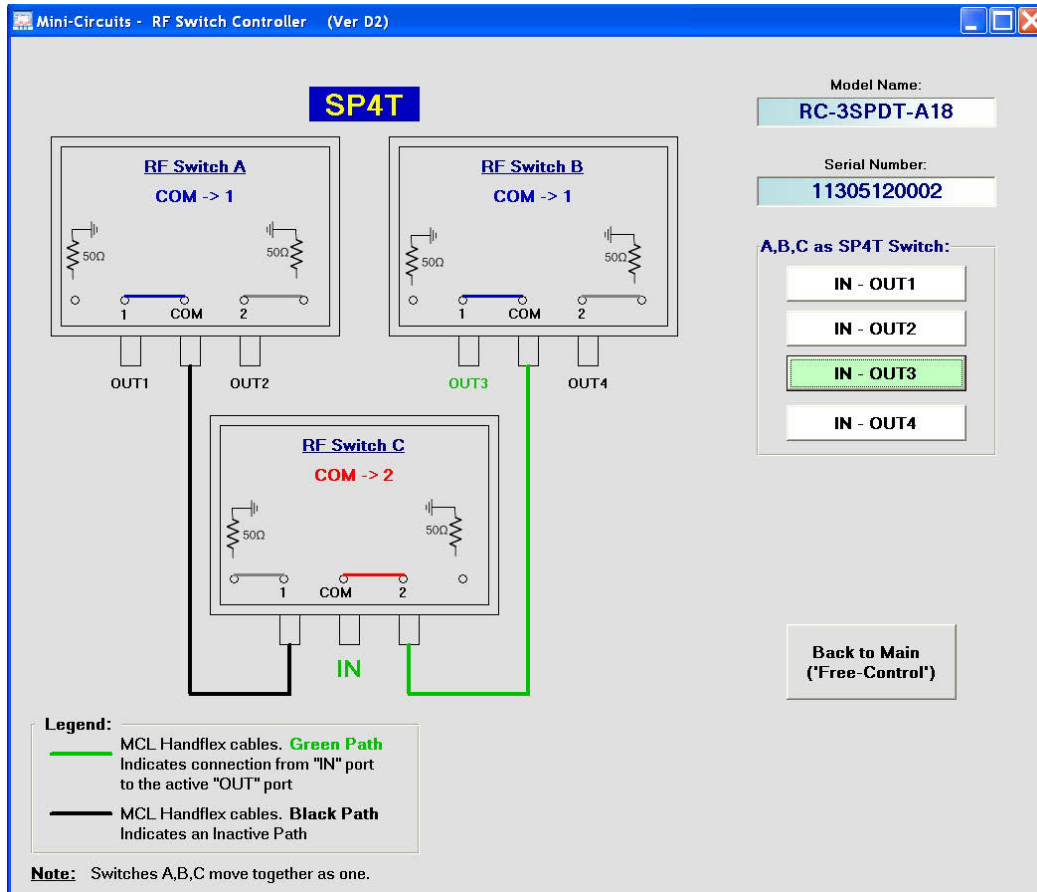 Mini-Circuits - RF Switch Controller (Ver D2)
SP4T
Model Name:
RC-3SPDT-A18
Serial Number:
11305120002
RF Switch A
COM -> 1
50Ω
50Ω
1 COM 2
OUT1
OUT2
RF Switch B
COM -> 1
50Ω
50Ω
1 COM 2
OUT3
OUT4
A,B,C as SP4T Switch:
IN - OUT1
IN - OUT2
IN - OUT3
IN - OUT4
RF Switch C
COM -> 2
50Ω
50Ω
1 COM 2
IN
Back to Main
('Free-Control')
Legend:
MCL Handflex cables. Green Path
Indicates connection from "IN" port
to the active "OUT" port
MCL Handflex cables. Black Path
Indicates an Inactive Path
Note: Switches A,B,C move together as one.